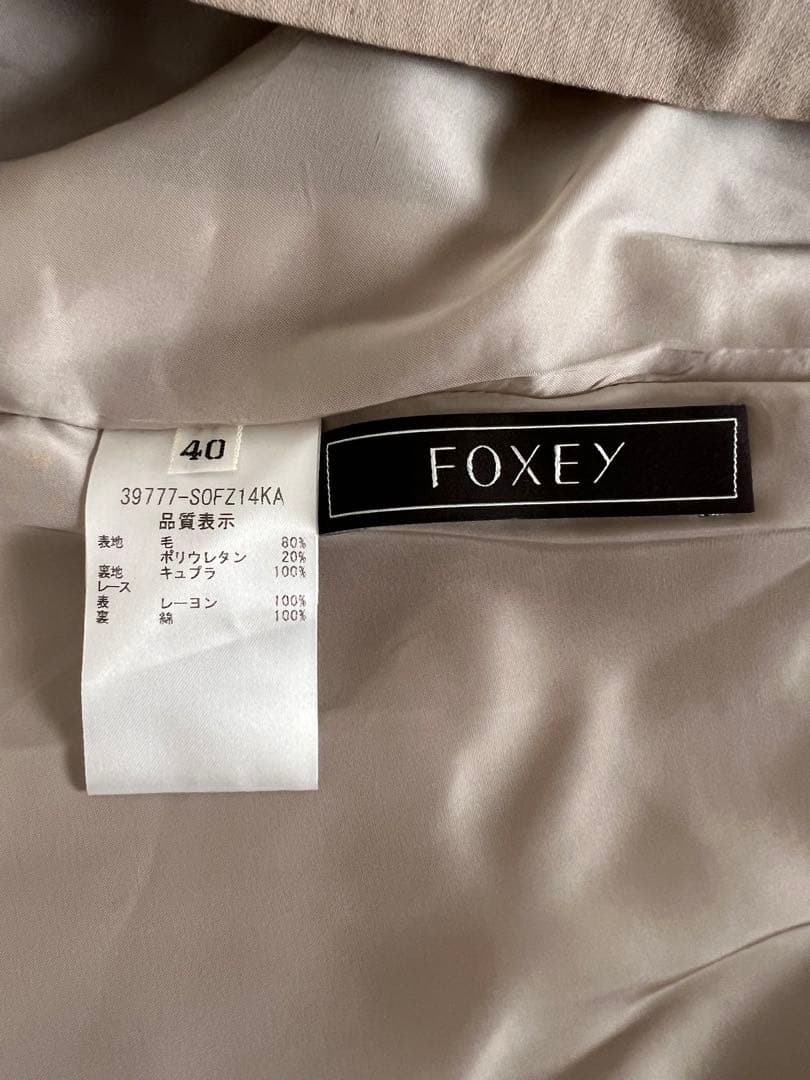 40
FOXEY
39777-S0FZ14KA
品質表示
表地 毛 80%
ポリウレタン 20%
裏地 キュプラ 100%
レース
表 レーヨン 100%
裏 綿 100%